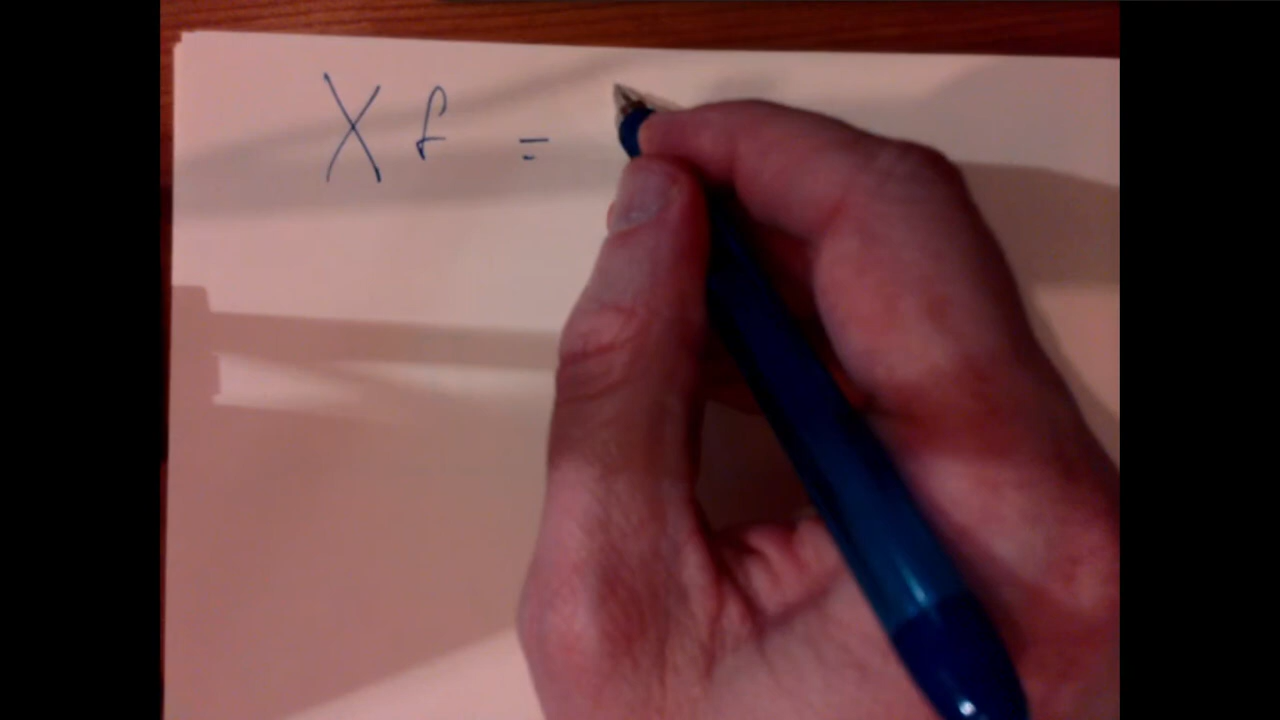 X f =